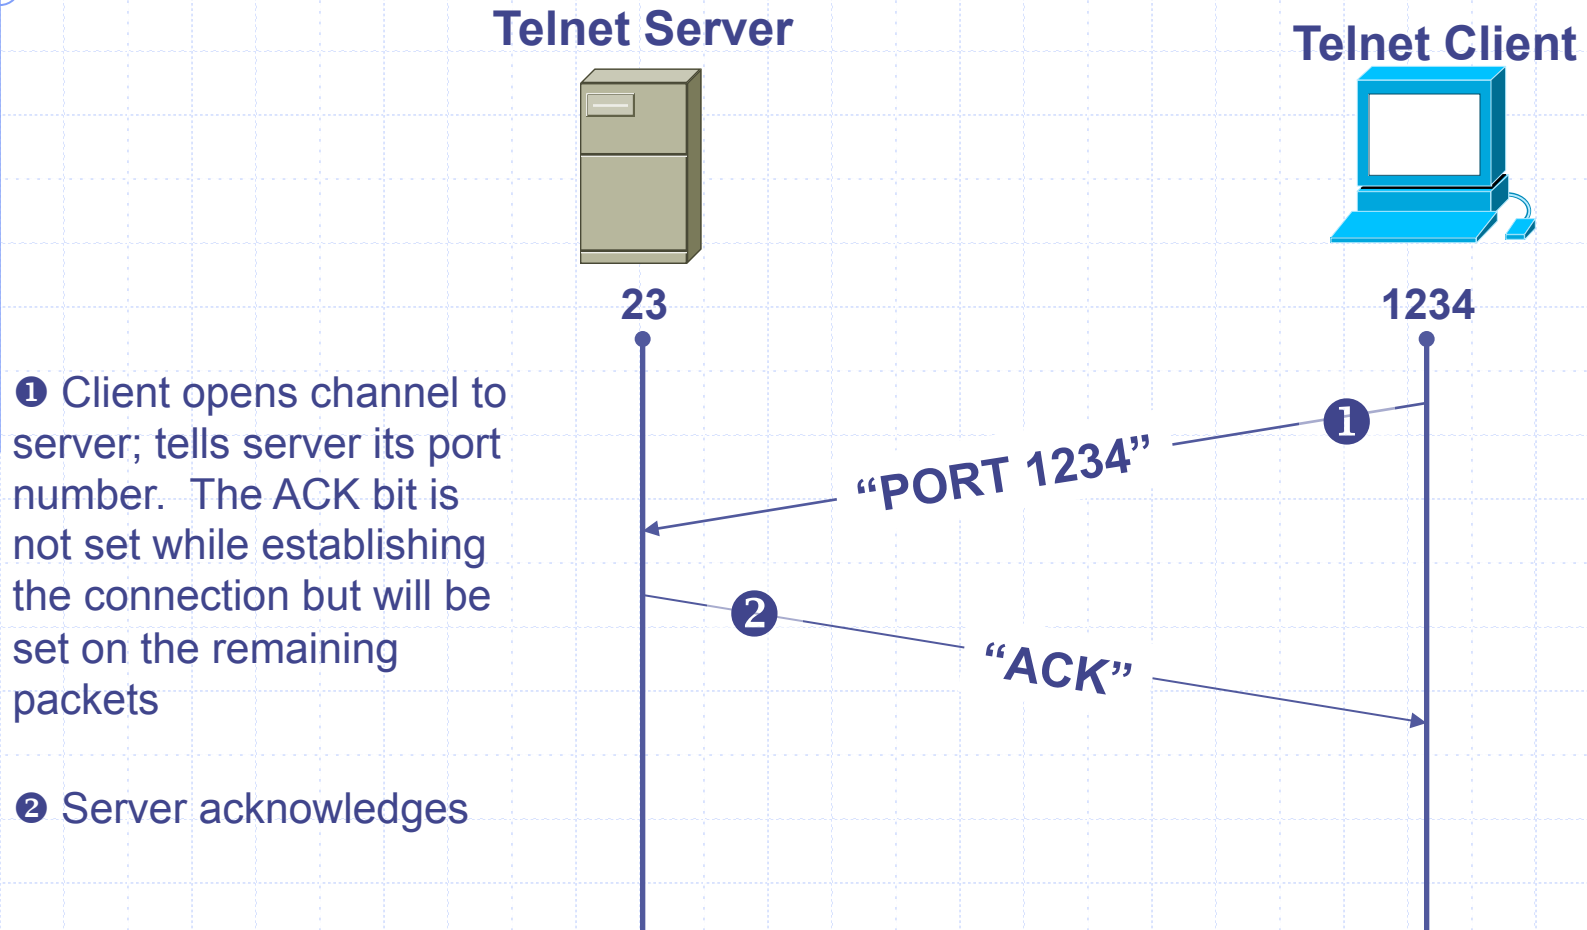 Telnet Server
Telnet Client
23
1234
❶ Client opens channel to
server; tells server its port
number.  The ACK bit is
not set while establishing
the connection but will be
set on the remaining
packets
❷ Server acknowledges
❶
“PORT 1234”
❷
“ACK”